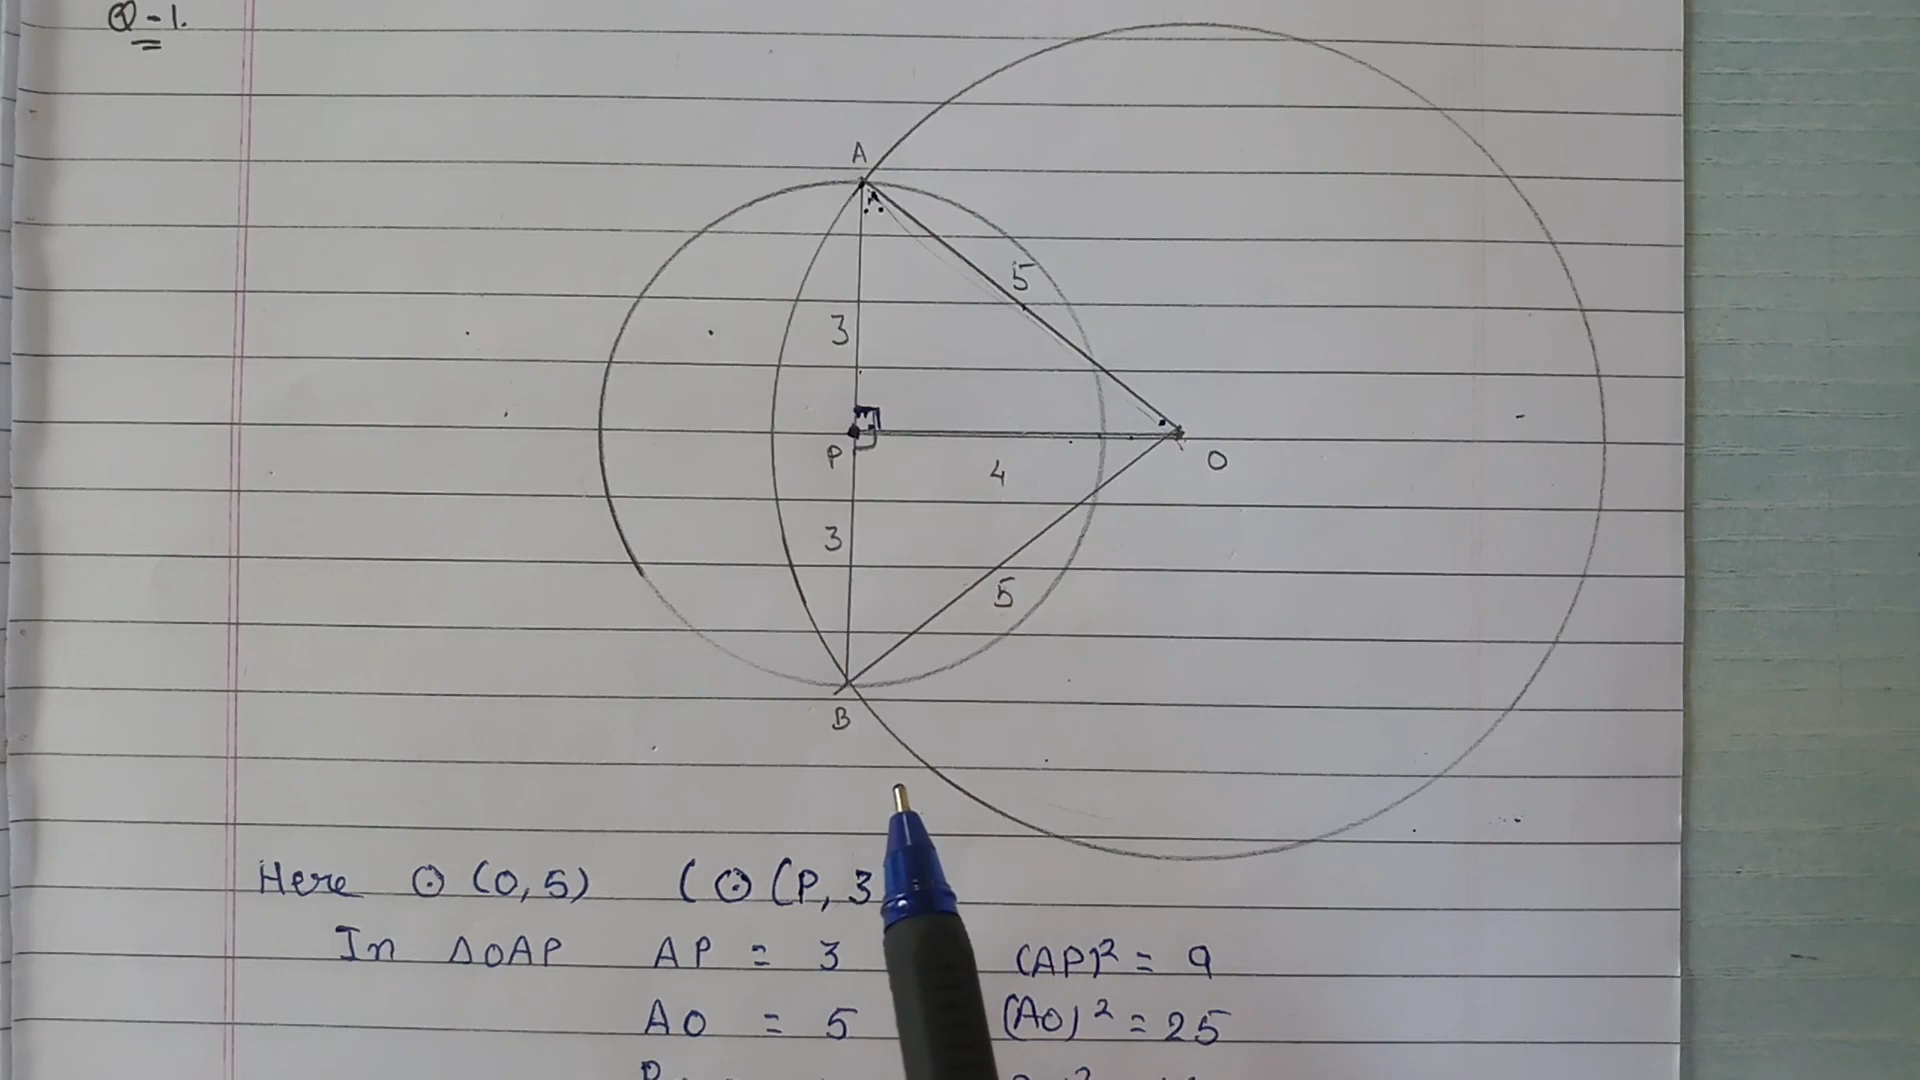 Q-1.
A
5
3
P
O
4
3
5
B
Here ⊙ (O, 5) (⊙ (P, 3
In ΔOAP AP = 3 (AP)² = 9
AO = 5 (AO)² = 25